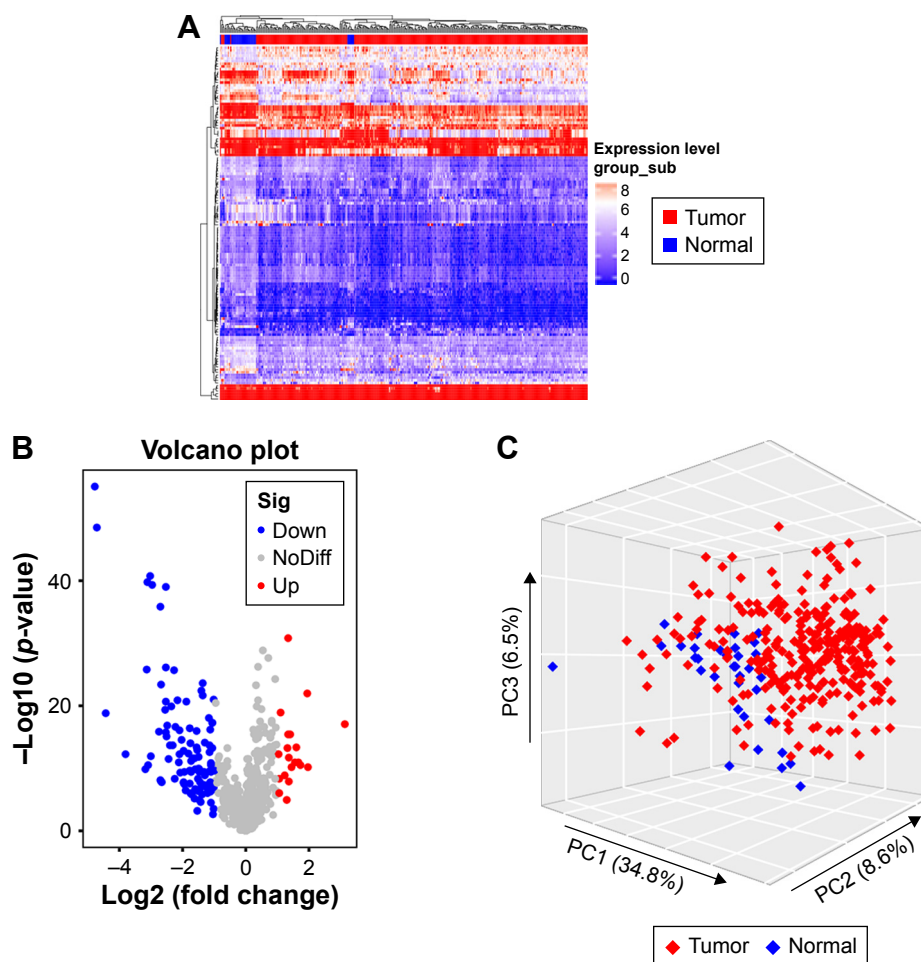 A
Expression level
group_sub
8
6
4
2
0
Tumor
Normal
B
Volcano plot
Sig
Down
NoDiff
Up
40
20
0
–Log10 (p-value)
–4
–2
0
2
4
Log2 (fold change)
C
PC3 (6.5%)
PC1 (34.8%)
PC2 (8.6%)
Tumor
Normal